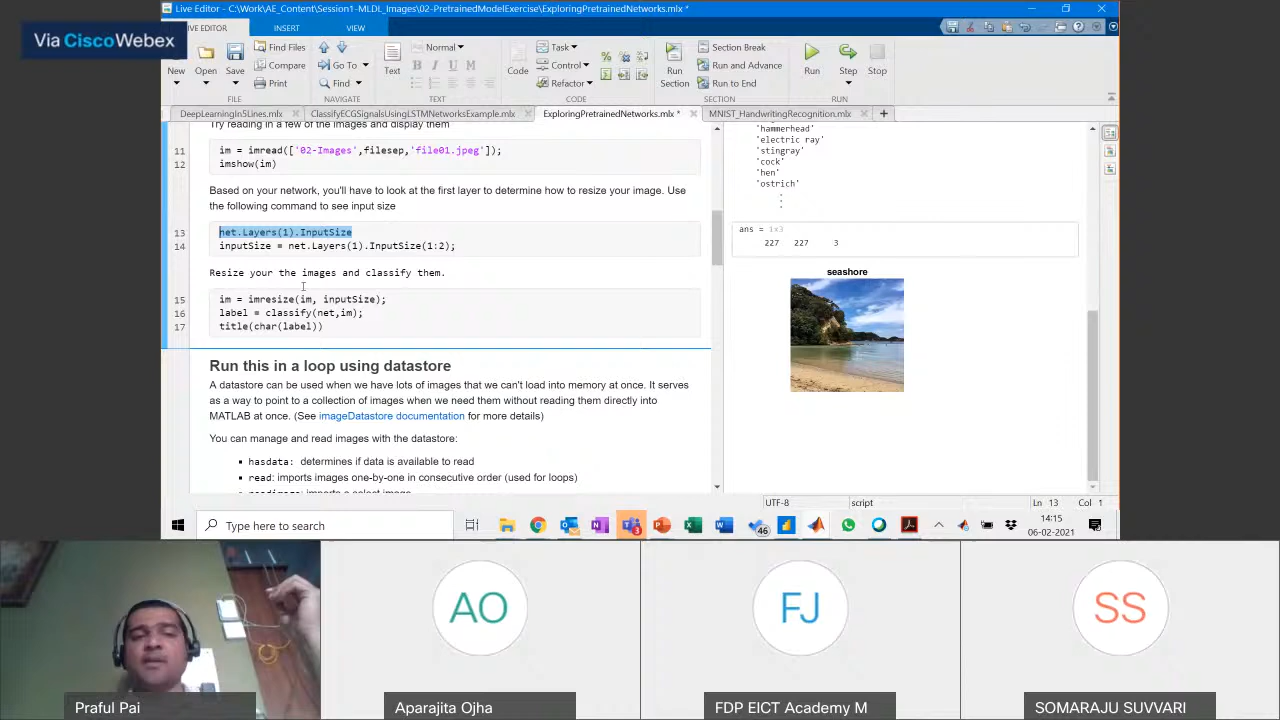 Live Editor - C:\Work\AE_Content\Session1-MLDL_Images\02-PretrainedModelExercise\ExploringPretrainedNetworks.mlx *
Via Cisco Webex
VE EDITOR INSERT VIEW
New Open Save
Find Files
Compare
Print
Go To
Find
Text
Normal
B I U M
Code
Task
Control
Refactor
Run Section
Section Break
Run and Advance
Run to End
Run Step Stop
FILE NAVIGATE TEXT CODE SECTION RUN
DeepLearningIn5Lines.mlx ClassifyECGSignalsUsingLSTMNetworksExample.mlx ExploringPretrainedNetworks.mlx * MNIST_HandwritingRecognition.mlx
Try reading in a few of the images and display them
11 im = imread(['02-Images',filesep,'file01.jpeg']);
12 imshow(im)
Based on your network, you'll have to look at the first layer to determine how to resize your image. Use
the following command to see input size
13 net.Layers(1).InputSize
14 inputSize = net.Layers(1).InputSize(1:2);
Resize your the images and classify them.
15 im = imresize(im, inputSize);
16 label = classify(net,im);
17 title(char(label))
Run this in a loop using datastore
A datastore can be used when we have lots of images that we can't load into memory at once. It serves
as a way to point to a collection of images when we need them without reading them directly into
MATLAB at once. (See imageDatastore documentation for more details)
You can manage and read images with the datastore:
hasdata: determines if data is available to read
read: imports images one-by-one in consecutive order (used for loops)
readimage: imports a select image
'hammerhead'
'electric ray'
'stingray'
'cock'
'hen'
'ostrich'
ans = 1x3
227 227 3
seashore
UTF-8 script Ln 13 Col 1
Type here to search
46
14:15
06-02-2021
AO
FJ
SS
Praful Pai
Aparajita Ojha
FDP EICT Academy M
SOMARAJU SUVVARI